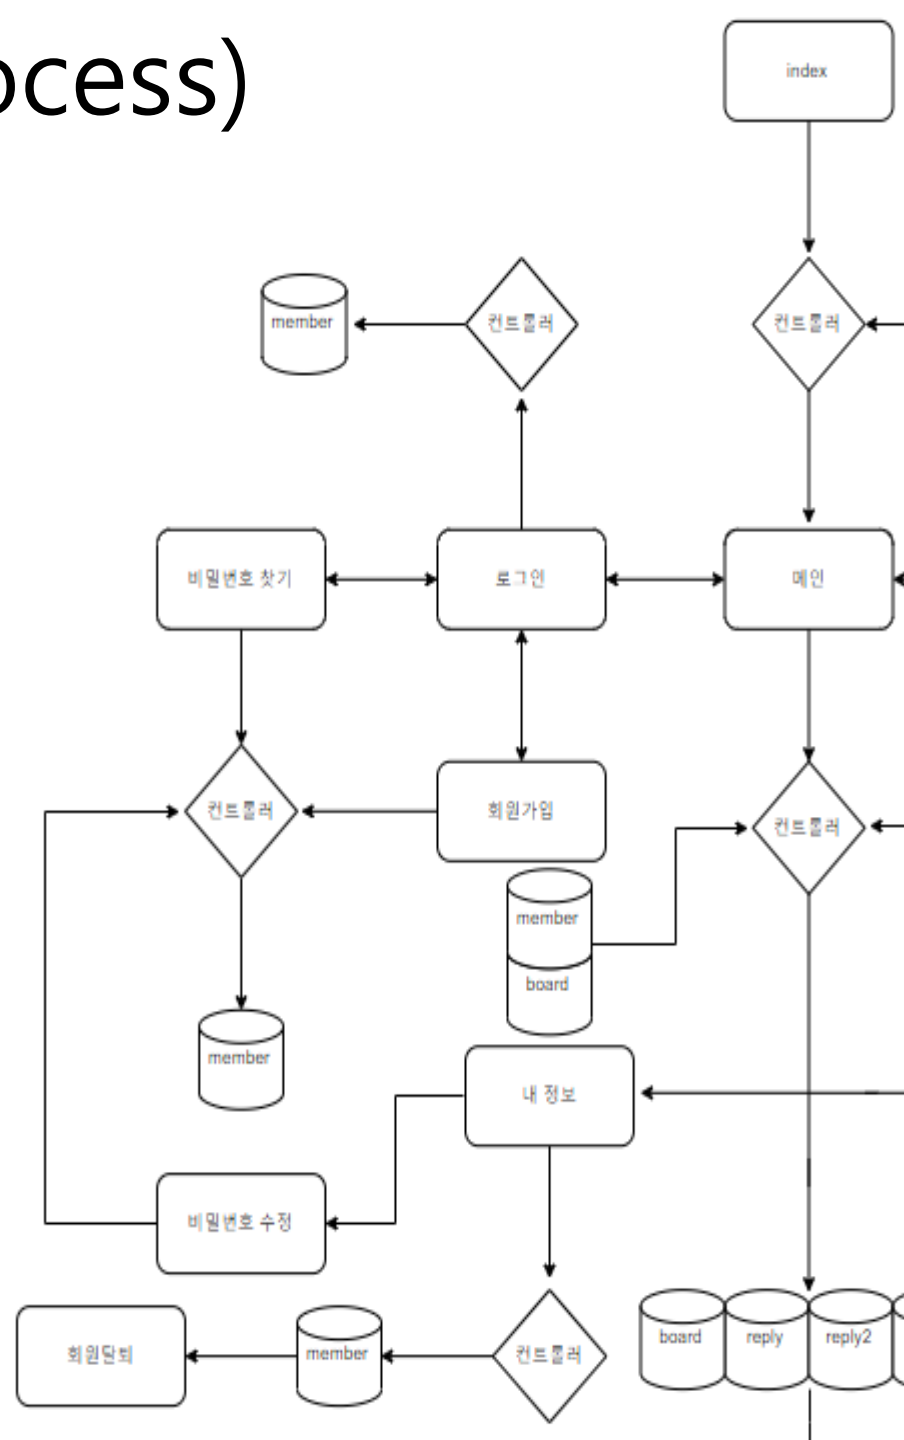 ocess)
index
member
컨트롤러
컨트롤러
비밀번호 찾기
로그인
메인
컨트롤러
회원가입
컨트롤러
member
board
member
내 정보
비밀번호 수정
board
reply
reply2
회원탈퇴
member
컨트롤러